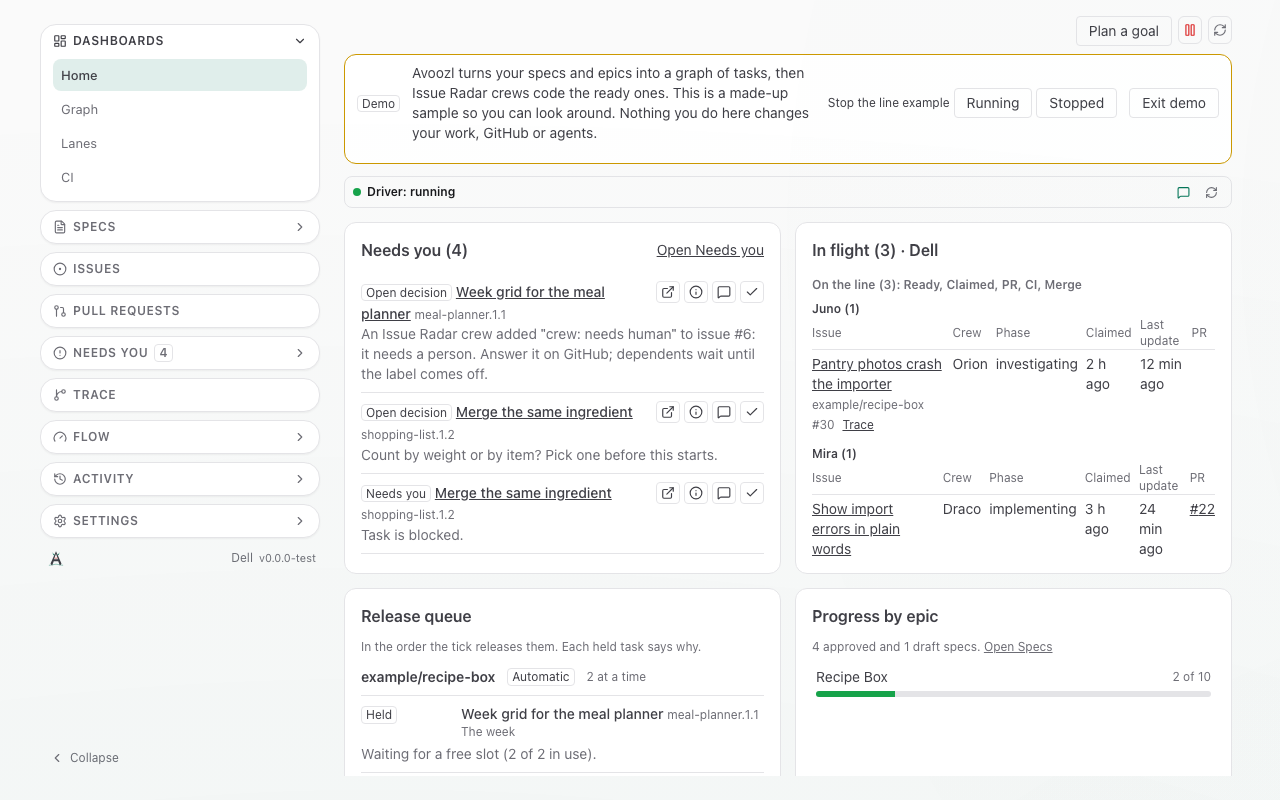 DASHBOARDS
Home
Graph
Lanes
CI
SPECS
ISSUES
PULL REQUESTS
NEEDS YOU 4
TRACE
FLOW
ACTIVITY
SETTINGS
Dell v0.0.0-test
Collapse
Plan a goal
Demo
Avoozl turns your specs and epics into a graph of tasks, then
Issue Radar crews code the ready ones. This is a made-up
sample so you can look around. Nothing you do here changes
your work, GitHub or agents.
Stop the line example Running Stopped Exit demo
Driver: running
Needs you (4) Open Needs you
Open decision Week grid for the meal
planner meal-planner.1.1
An Issue Radar crew added "crew: needs human" to issue #6:
it needs a person. Answer it on GitHub; dependents wait until
the label comes off.
Open decision Merge the same ingredient
shopping-list.1.2
Count by weight or by item? Pick one before this starts.
Needs you Merge the same ingredient
shopping-list.1.2
Task is blocked.
In flight (3) · Dell
On the line (3): Ready, Claimed, PR, CI, Merge
Juno (1)
Issue Crew Phase Claimed Last update PR
Pantry photos crash Orion investigating 2 h 12 min
the importer ago ago
example/recipe-box
#30 Trace
Mira (1)
Issue Crew Phase Claimed Last update PR
Show import Draco implementing 3 h 24 #22
errors in plain ago min
words ago
Release queue
In the order the tick releases them. Each held task says why.
example/recipe-box Automatic 2 at a time
Held Week grid for the meal planner meal-planner.1.1
The week
Waiting for a free slot (2 of 2 in use).
Progress by epic
4 approved and 1 draft specs. Open Specs
Recipe Box 2 of 10